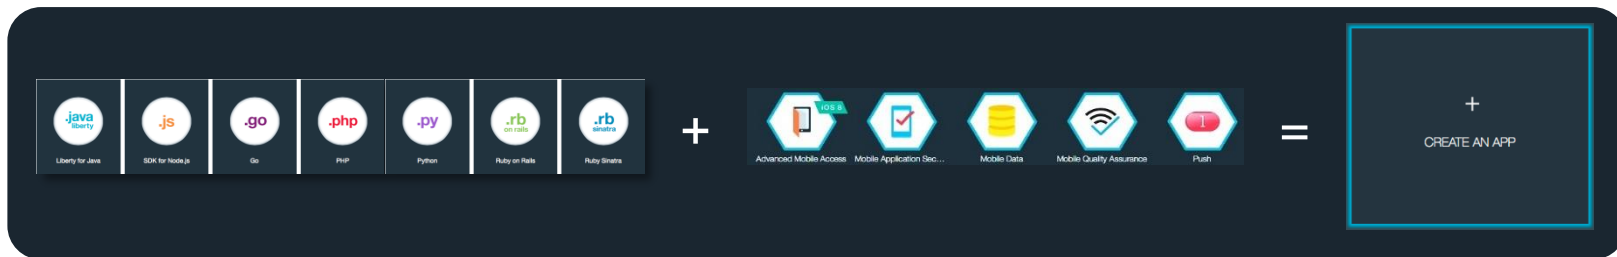 .java
liberty
Liberty for Java
.js
SDK for Node.js
.go
Go
.php
PHP
.py
Python
.rb
on rails
Ruby on Rails
.rb
sinatra
Ruby Sinatra
+
iOS 8
Advanced Mobile Access
Mobile Application Sec...
Mobile Data
Mobile Quality Assurance
1
Push
=
+
CREATE AN APP